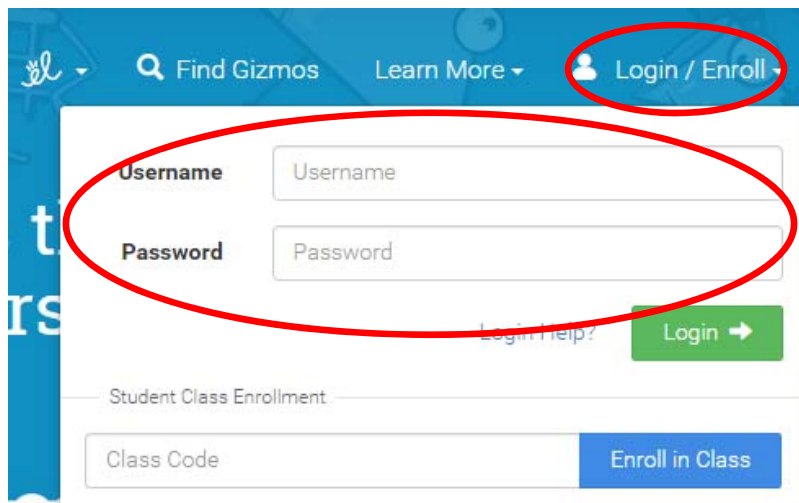 Find Gizmos Learn More Login / Enroll
Username Username
Password Password
Login Help? Login
Student Class Enrollment
Class Code Enroll in Class